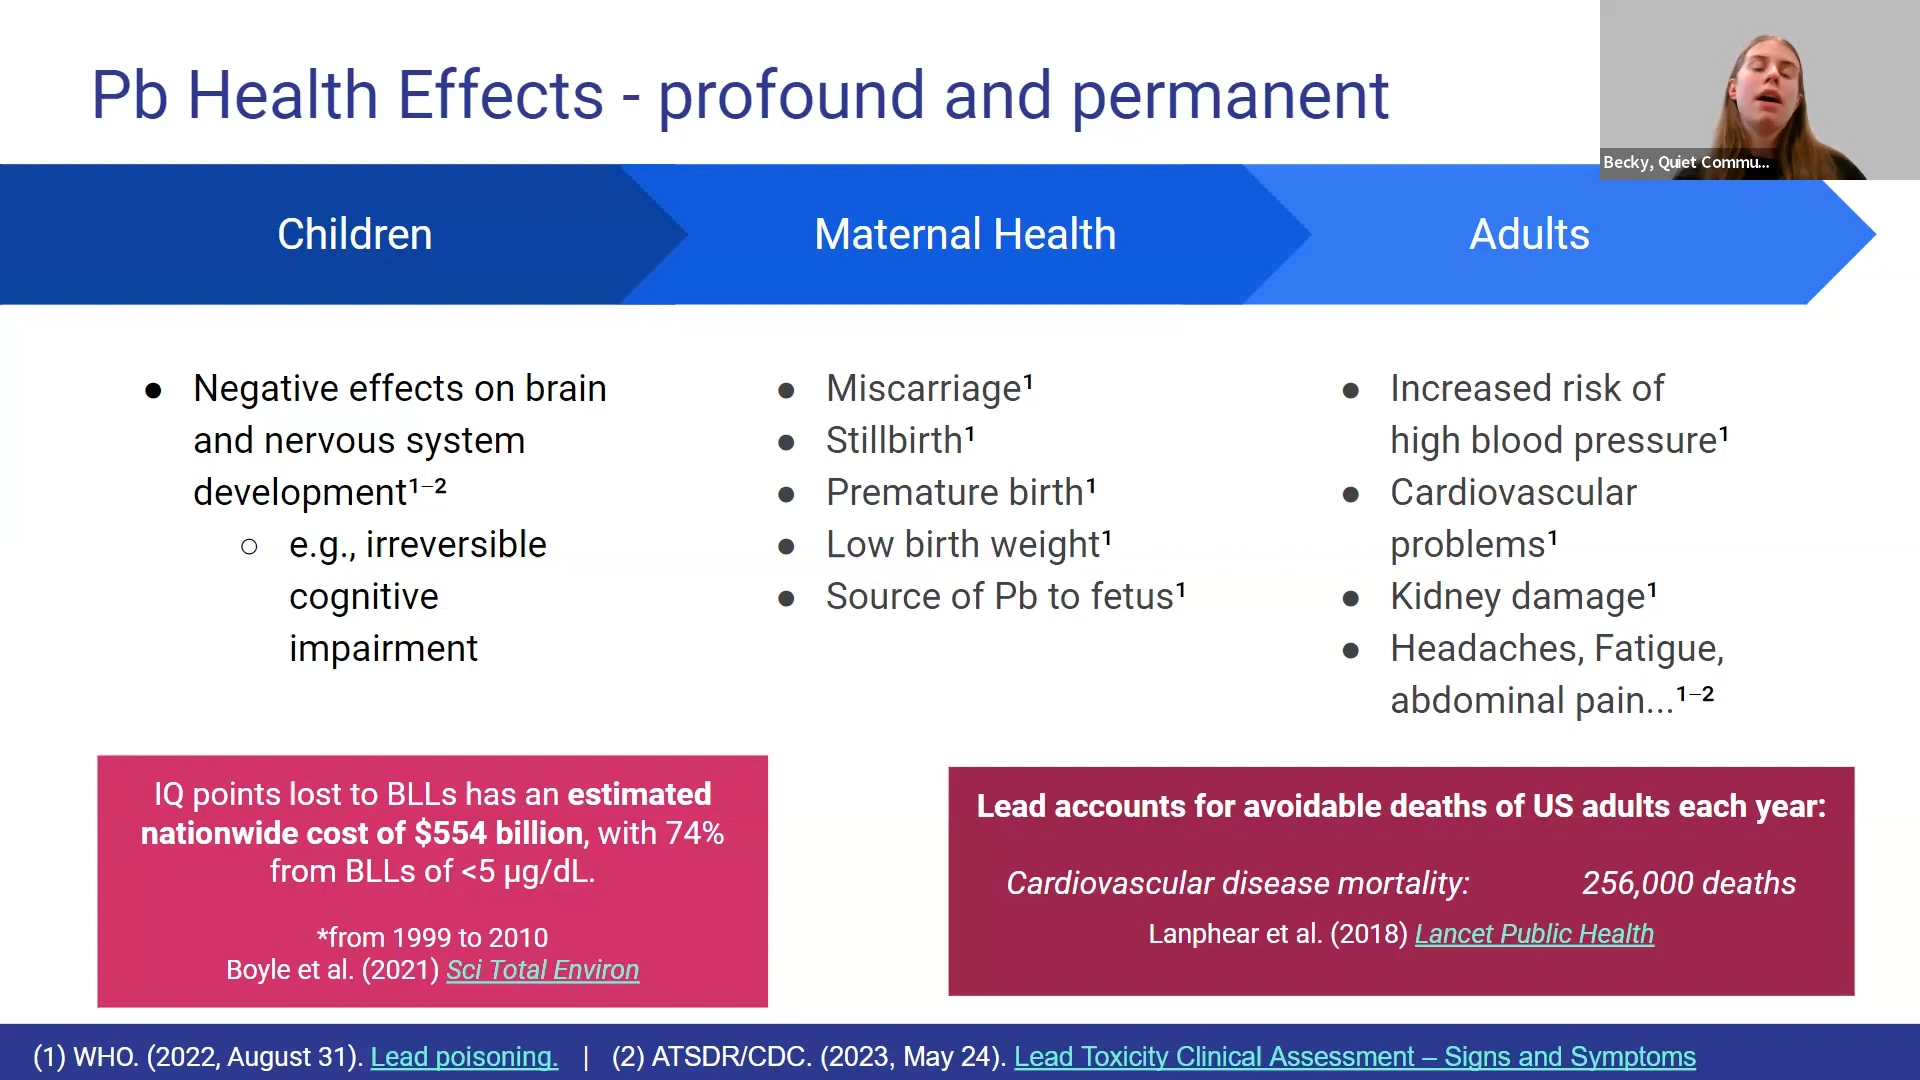 Pb Health Effects - profound and permanent
Becky, Quiet Commu...
Children
Maternal Health
Adults
● Negative effects on brain
and nervous system
development¹⁻²
○ e.g., irreversible
cognitive
impairment
● Miscarriage¹
● Stillbirth¹
● Premature birth¹
● Low birth weight¹
● Source of Pb to fetus¹
● Increased risk of
high blood pressure¹
● Cardiovascular
problems¹
● Kidney damage¹
● Headaches, Fatigue,
abdominal pain...¹⁻²
IQ points lost to BLLs has an estimated
nationwide cost of $554 billion, with 74%
from BLLs of <5 µg/dL.
*from 1999 to 2010
Boyle et al. (2021) Sci Total Environ
Lead accounts for avoidable deaths of US adults each year:
Cardiovascular disease mortality: 256,000 deaths
Lanphear et al. (2018) Lancet Public Health
(1) WHO. (2022, August 31). Lead poisoning. | (2) ATSDR/CDC. (2023, May 24). Lead Toxicity Clinical Assessment – Signs and Symptoms